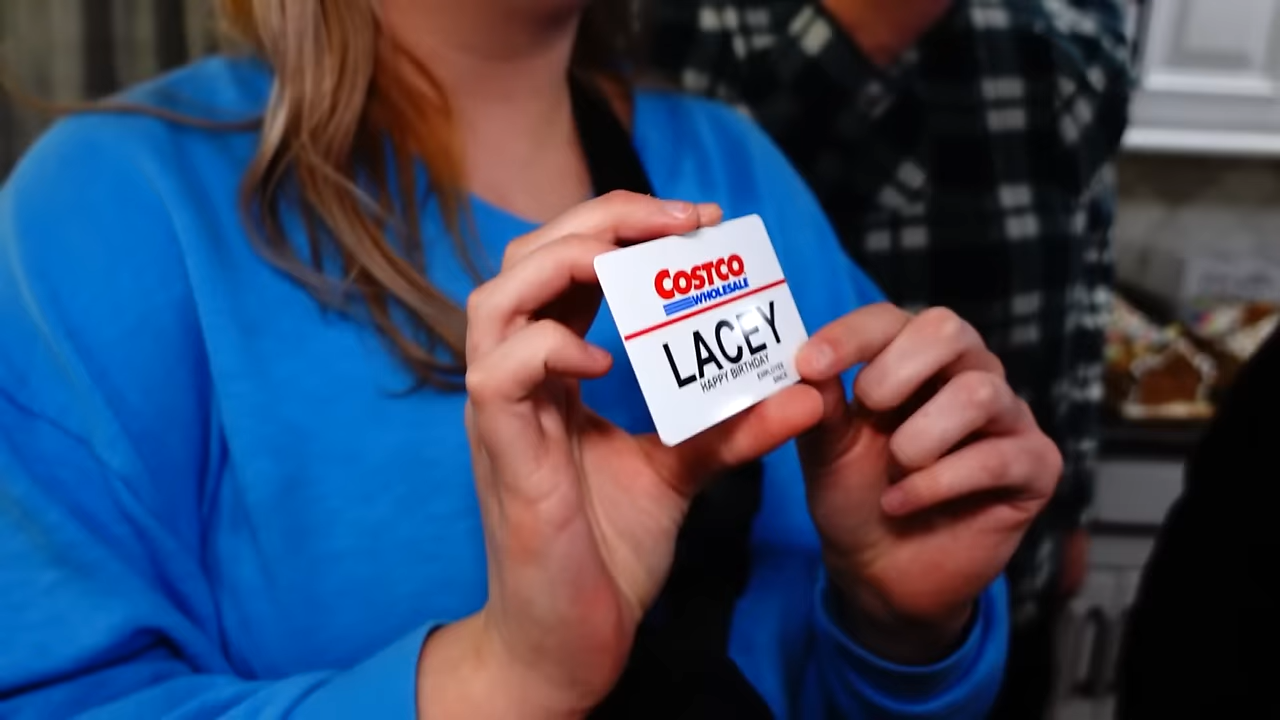 COSTCO
WHOLESALE
LACEY
HAPPY BIRTHDAY
EMPLOYEE
SINCE